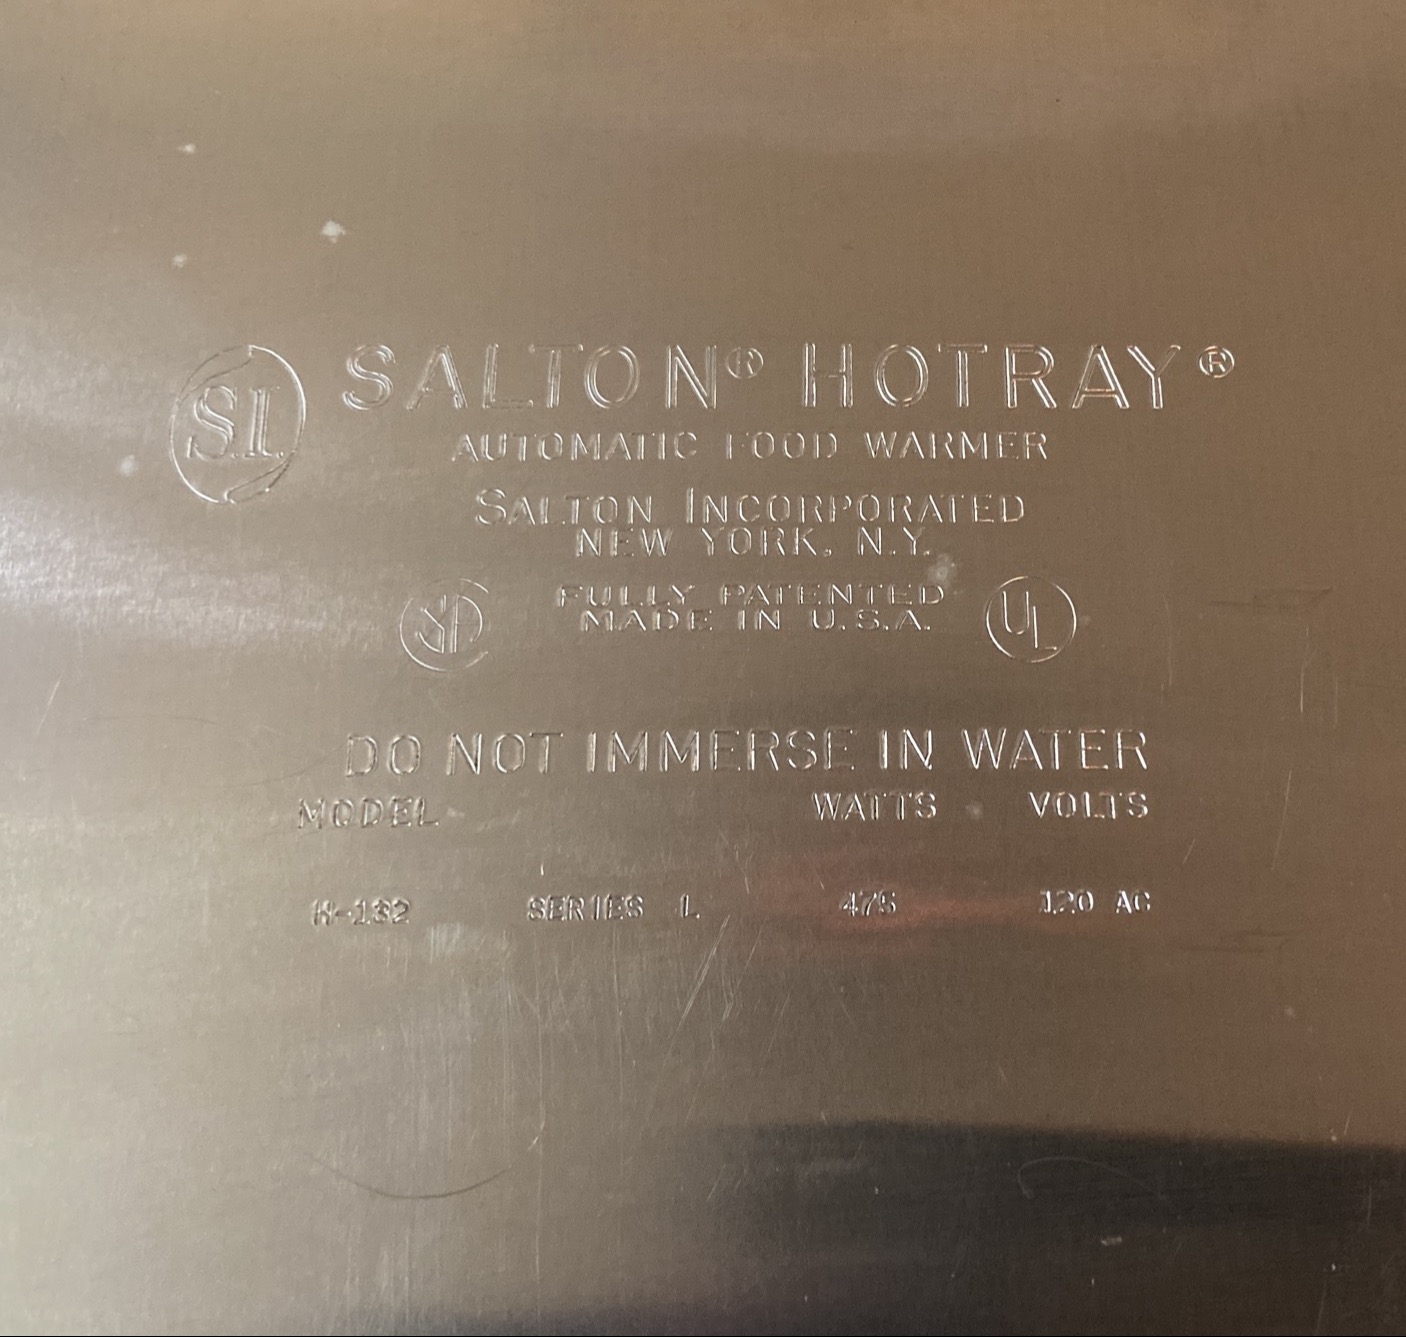 S.I. SALTON® HOTRAY®
AUTOMATIC FOOD WARMER
SALTON INCORPORATED
NEW YORK, N.Y.
FULLY PATENTED
MADE IN U.S.A.
UL
DO NOT IMMERSE IN WATER
MODEL WATTS VOLTS
H-132 SERIES L 475 120 AC